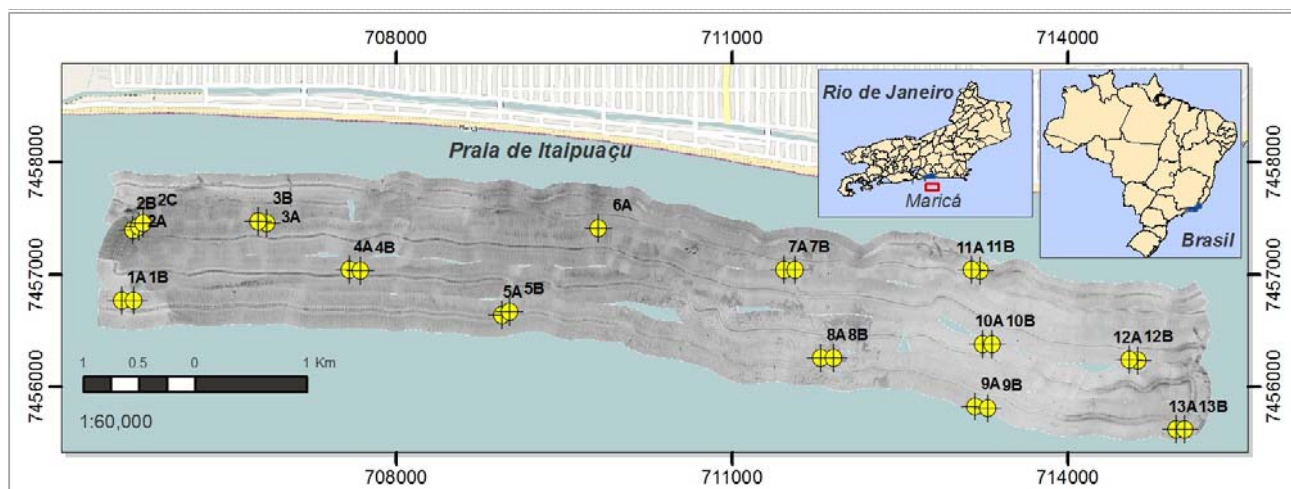 708000 711000 714000
Rio de Janeiro
Maricá
Brasil
Praia de Itaipuaçu
7458000 7458000
7457000 7457000
7456000 7456000
2B 2C
2A
3B
3A
6A
4A 4B
7A 7B
11A 11B
1A 1B
5A 5B
8A 8B
10A 10B
12A 12B
9A 9B
13A 13B
1 0.5 0 1 Km
1:60,000
708000 711000 714000